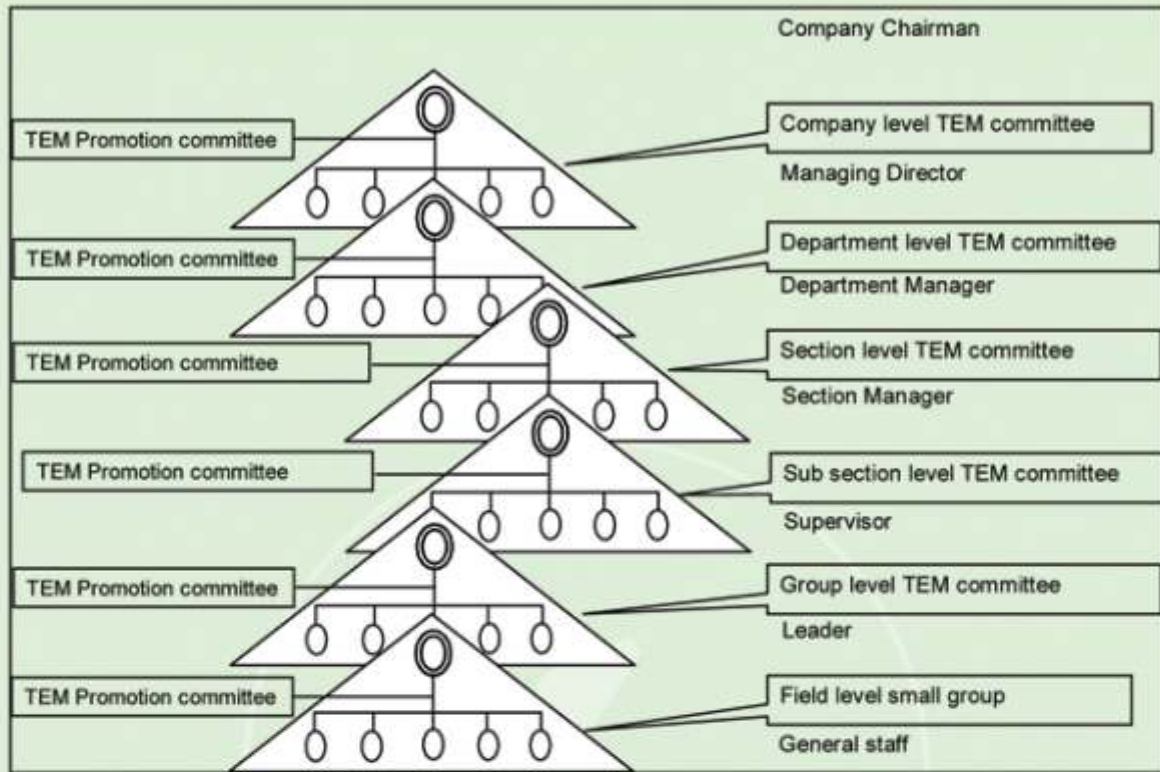 Company Chairman
TEM Promotion committee
Company level TEM committee
Managing Director
TEM Promotion committee
Department level TEM committee
Department Manager
TEM Promotion committee
Section level TEM committee
Section Manager
TEM Promotion committee
Sub section level TEM committee
Supervisor
TEM Promotion committee
Group level TEM committee
Leader
TEM Promotion committee
Field level small group
General staff